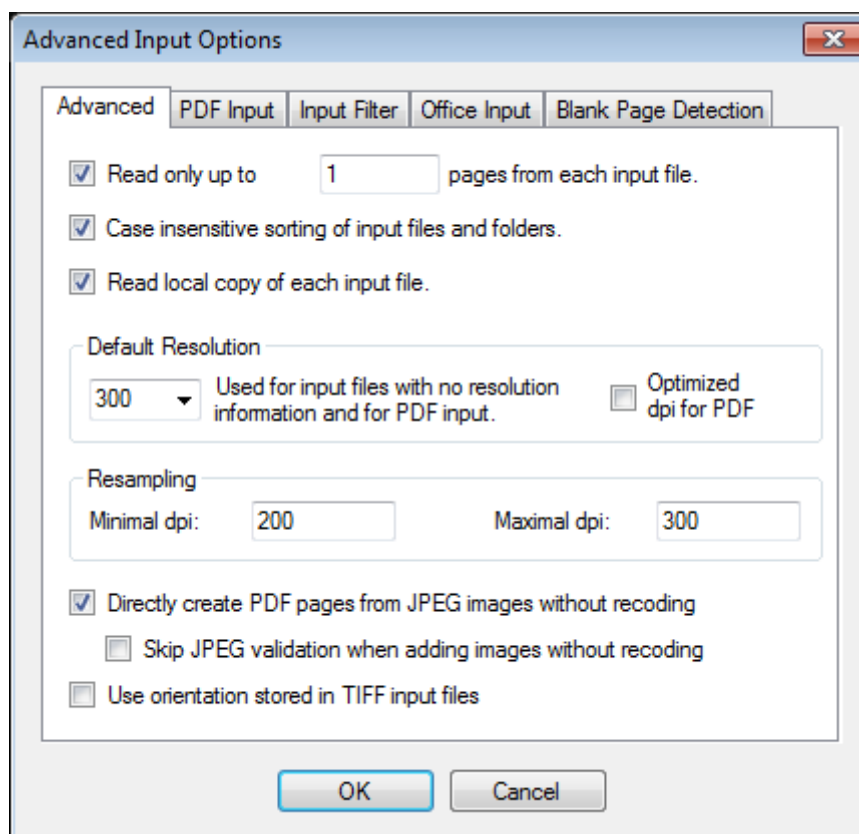 Advanced Input Options
Advanced PDF Input Input Filter Office Input Blank Page Detection
Read only up to 1 pages from each input file.
Case insensitive sorting of input files and folders.
Read local copy of each input file.
Default Resolution
300 Used for input files with no resolution
information and for PDF input.
Optimized
dpi for PDF
Resampling
Minimal dpi: 200 Maximal dpi: 300
Directly create PDF pages from JPEG images without recoding
Skip JPEG validation when adding images without recoding
Use orientation stored in TIFF input files
OK Cancel